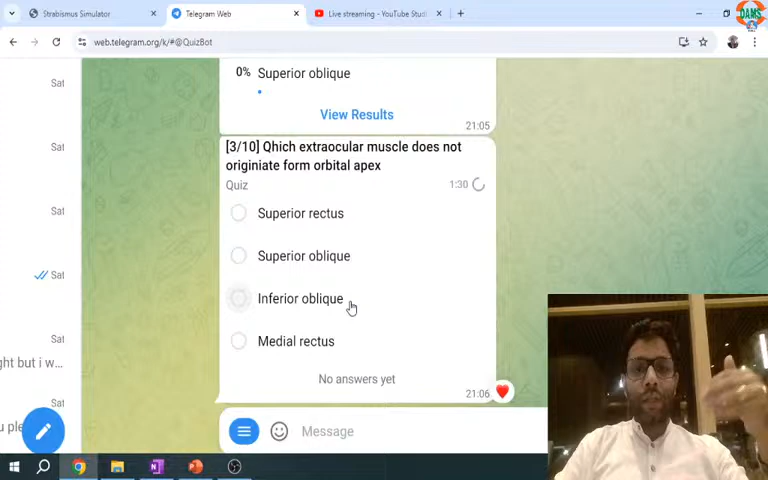 Strabismus Simulator
Telegram Web
Live streaming - YouTube Studi
DAMS
web.telegram.org/k/#@QuizBot
Sat
0% Superior oblique
View Results
21:05
Sat
[3/10] Qhich extraocular muscle does not
originiate form orbital apex
Quiz
1:30
Sat
Superior rectus
Superior oblique
Sat
Inferior oblique
Sat
Medial rectus
ght but i w...
No answers yet
21:06
Sat
u ple
Message